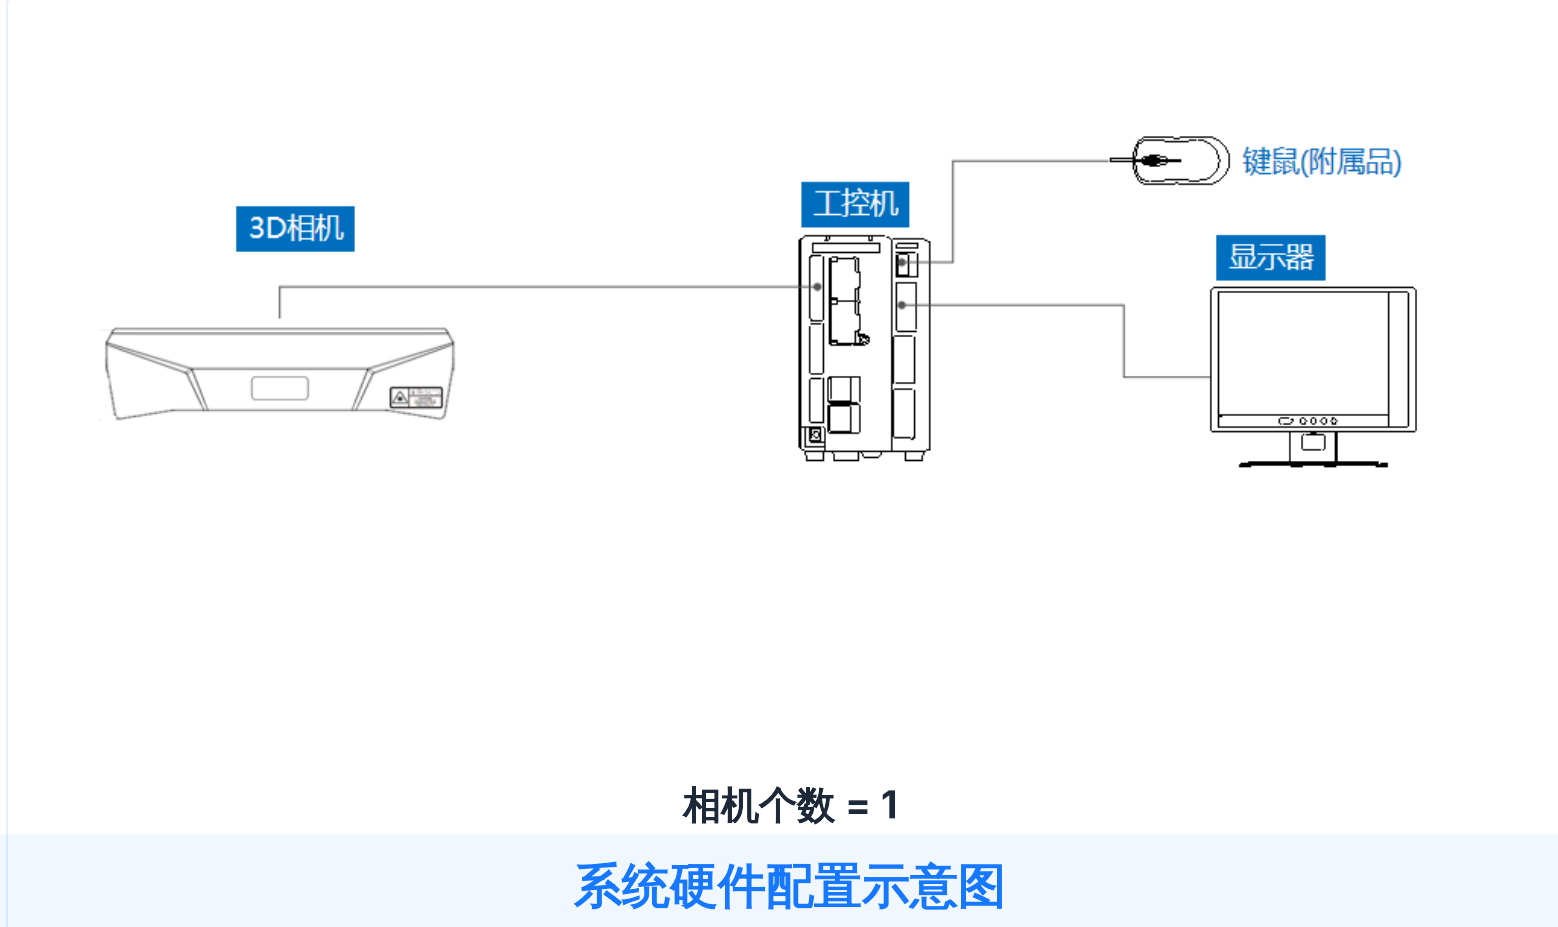 键鼠(附属品)
工控机
3D相机
显示器
相机个数 = 1
系统硬件配置示意图